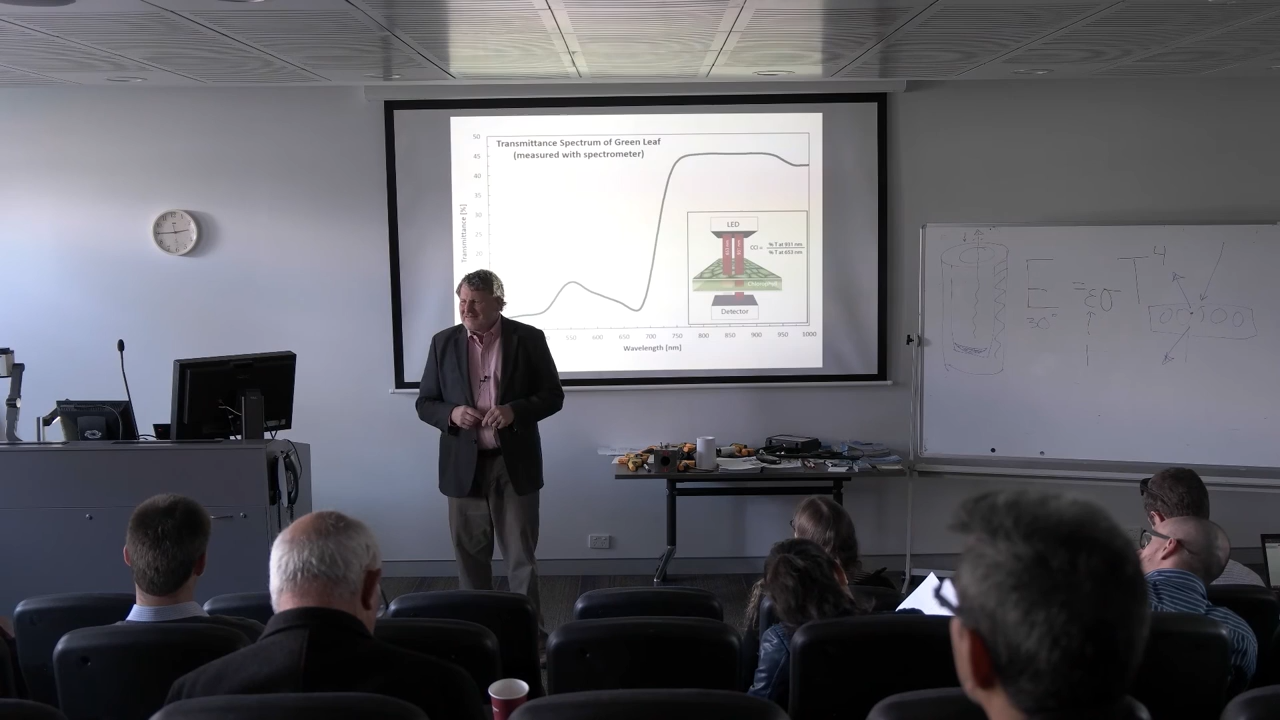 Transmittance Spectrum of Green Leaf
(measured with spectrometer)
50
45
40
35
30
25
20
Transmittance [%]
LED
CCI = % T at 931 nm
% T at 653 nm
Chlorophyll
Detector
550 600 650 700 750 800 850 900 950 1000
Wavelength [nm]
E = εσ T 4
30°